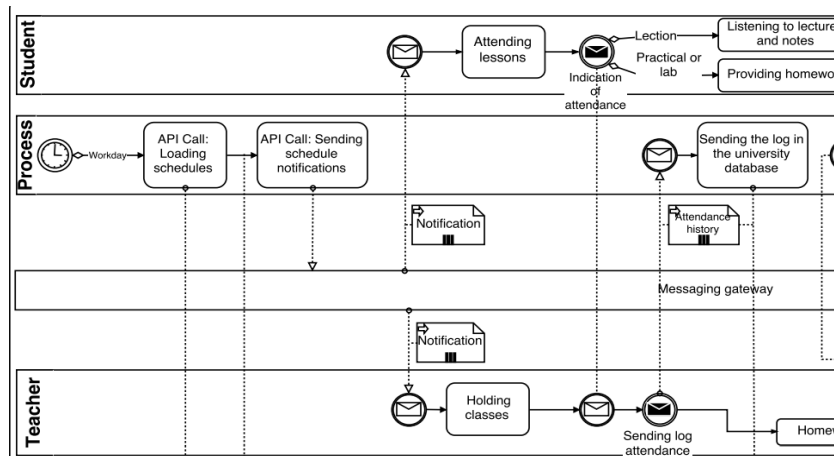 Student
Attending
lessons
Indication
of
attendance
Lection
Practical or
lab
Listening to lecture
and notes
Providing homewo
Process
Workday
API Call:
Loading
schedules
API Call: Sending
schedule
notifications
Sending the log in
the university
database
Notification
Attendance
history
Messaging gateway
Notification
Teacher
Holding
classes
Sending log
attendance
Homew